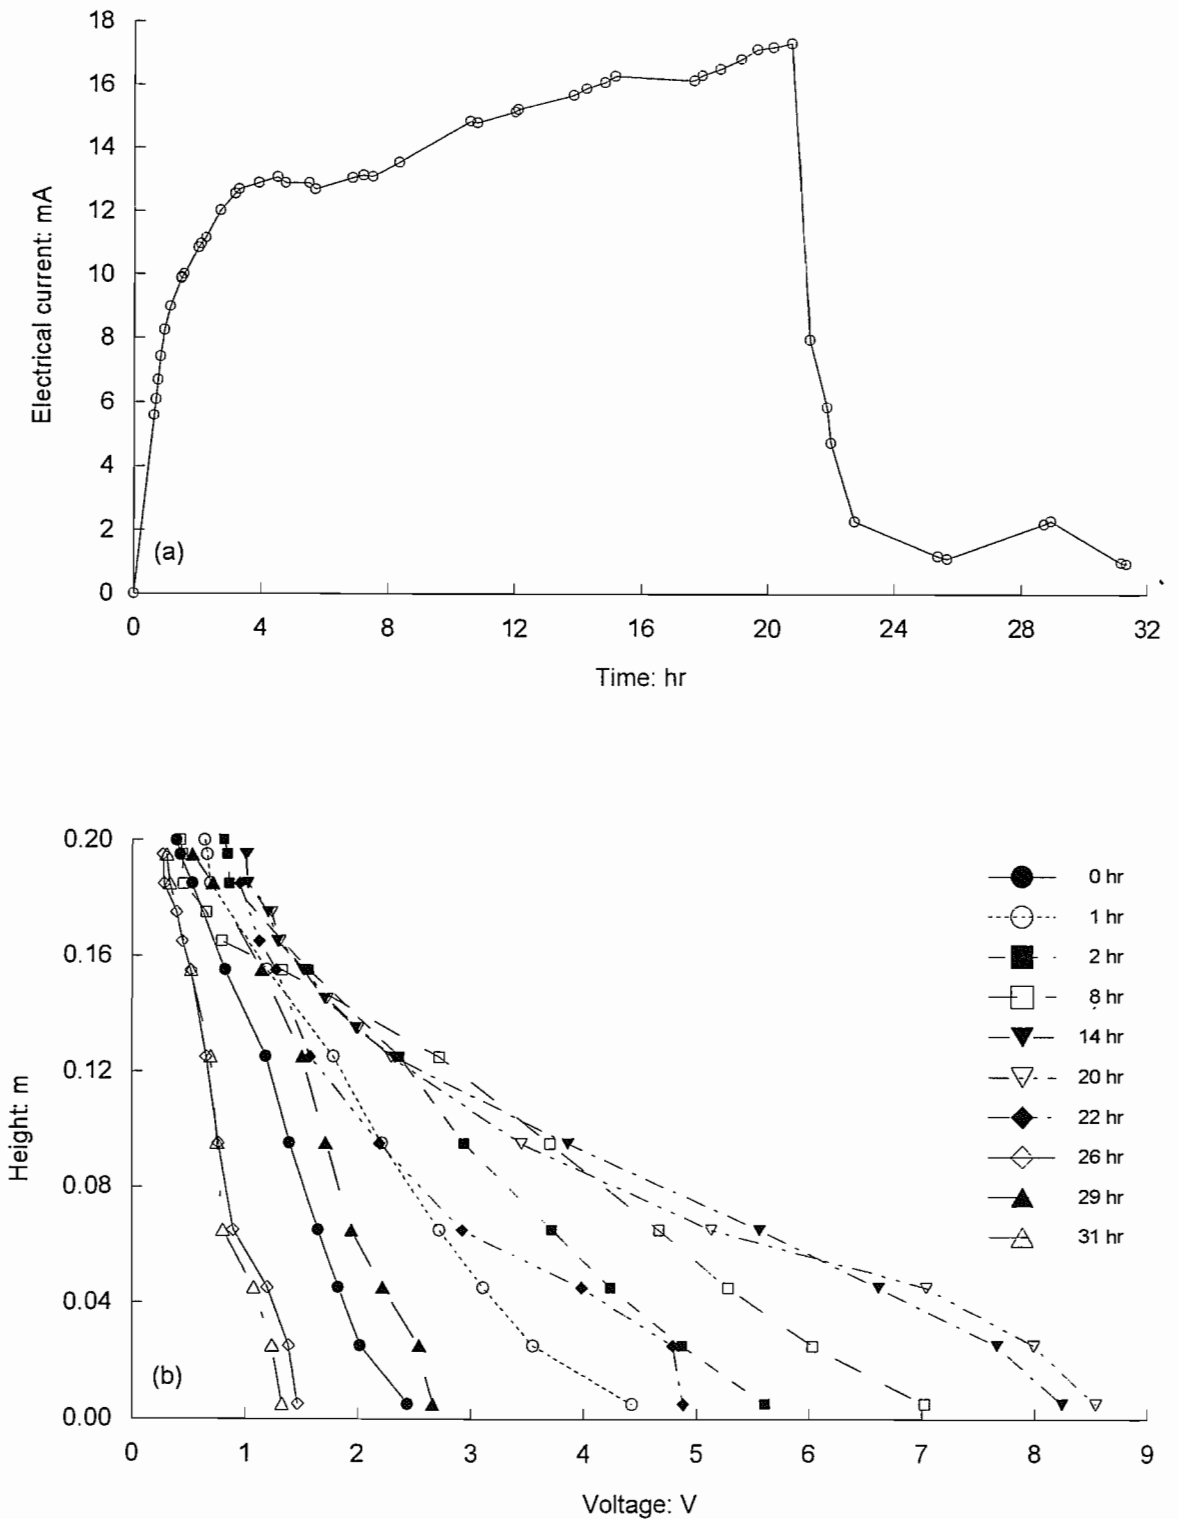 18
16
14
12
10
8
6
4
2
0
Electrical current: mA
(a)
0 4 8 12 16 20 24 28 32
Time: hr
0.20
0.16
0.12
0.08
0.04
0.00
Height: m
(b)
0 hr
1 hr
2 hr
8 hr
14 hr
20 hr
22 hr
26 hr
29 hr
31 hr
0 1 2 3 4 5 6 7 8 9
Voltage: V